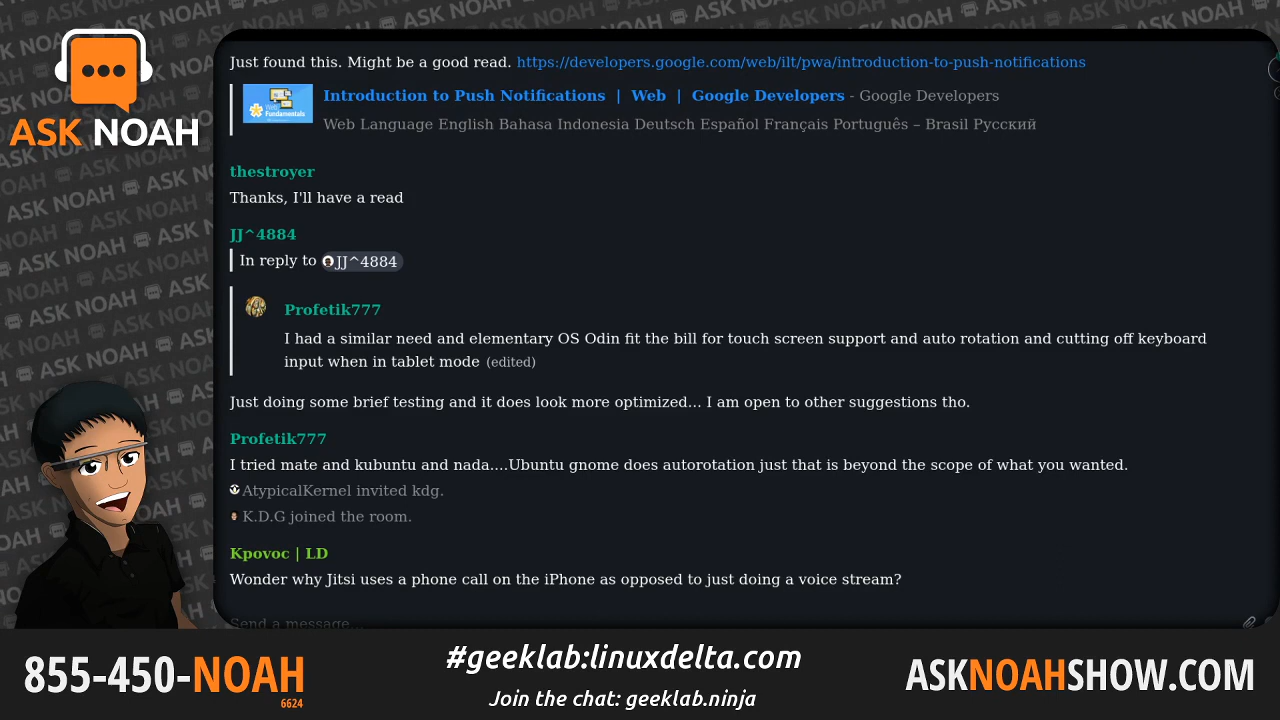 Just found this. Might be a good read. https://developers.google.com/web/ilt/pwa/introduction-to-push-notifications
Introduction to Push Notifications | Web | Google Developers - Google Developers
Web Language English Bahasa Indonesia Deutsch Español Français Português – Brasil Русский
ASK NOAH
thestroyer
Thanks, I'll have a read
JJ^4884
In reply to JJ^4884
Profetik777
I had a similar need and elementary OS Odin fit the bill for touch screen support and auto rotation and cutting off keyboard
input when in tablet mode (edited)
Just doing some brief testing and it does look more optimized... I am open to other suggestions tho.
Profetik777
I tried mate and kubuntu and nada....Ubuntu gnome does autorotation just that is beyond the scope of what you wanted.
AtypicalKernel invited kdg.
K.D.G joined the room.
Kpovoc | LD
Wonder why Jitsi uses a phone call on the iPhone as opposed to just doing a voice stream?
Send a message...
855-450-NOAH
6624
#geeklab:linuxdelta.com
Join the chat: geeklab.ninja
ASKNOAHSHOW.COM